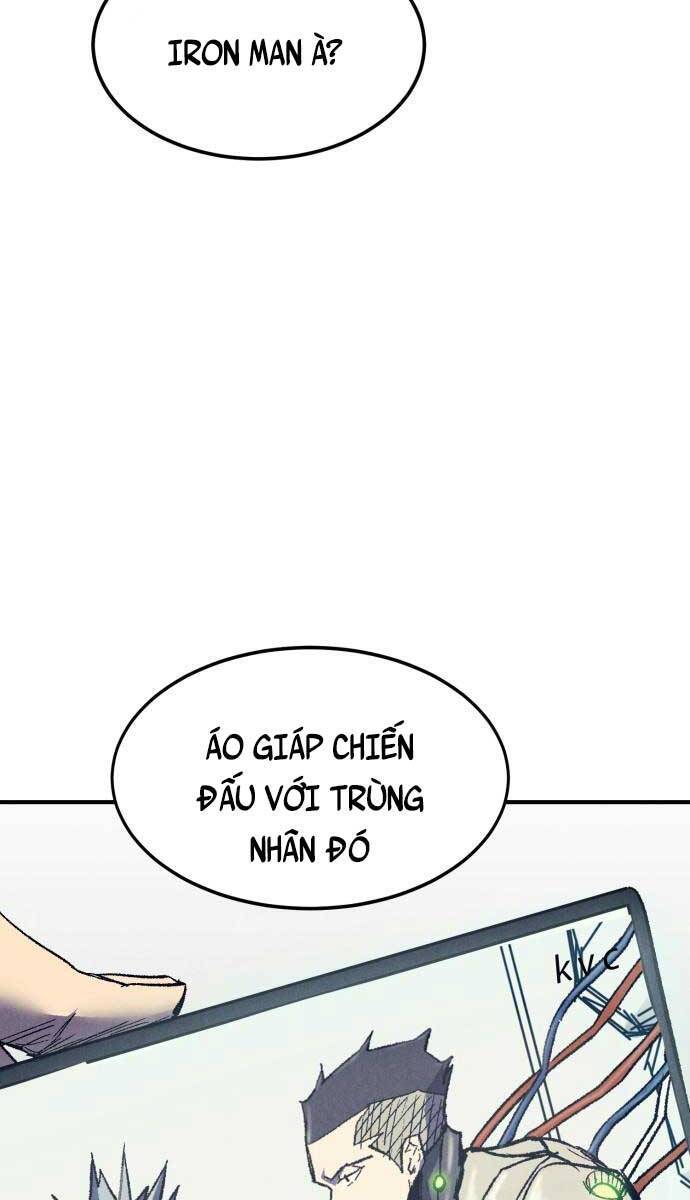 IRON MAN À?
ÁO GIÁP CHIẾN
ĐẤU VỚI TRÙNG
NHÂN ĐÓ
kvc